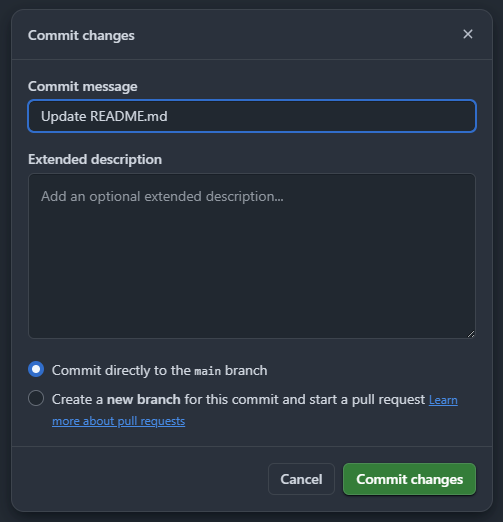 Commit changes
Commit message
Update README.md
Extended description
Add an optional extended description...
Commit directly to the main branch
Create a new branch for this commit and start a pull request Learn
more about pull requests
Cancel
Commit changes